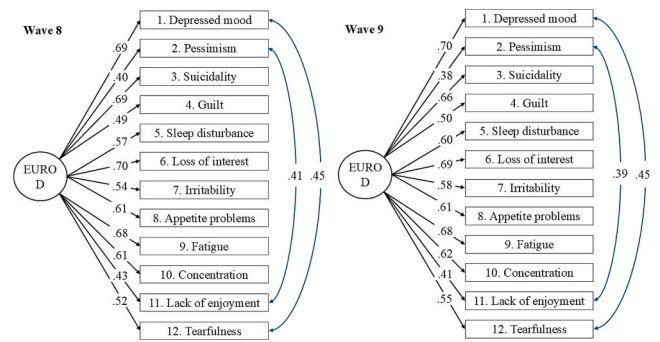 Wave 8
EURO
D
.69
.40
.69
.49
.57
.70
.54
.61
.68
.61
.43
.52
1. Depressed mood
2. Pessimism
3. Suicidality
4. Guilt
5. Sleep disturbance
6. Loss of interest
7. Irritability
8. Appetite problems
9. Fatigue
10. Concentration
11. Lack of enjoyment
12. Tearfulness
.41
.45
Wave 9
EURO
D
.70
.38
.66
.50
.60
.69
.58
.61
.68
.62
.41
.55
1. Depressed mood
2. Pessimism
3. Suicidality
4. Guilt
5. Sleep disturbance
6. Loss of interest
7. Irritability
8. Appetite problems
9. Fatigue
10. Concentration
11. Lack of enjoyment
12. Tearfulness
.39
.45